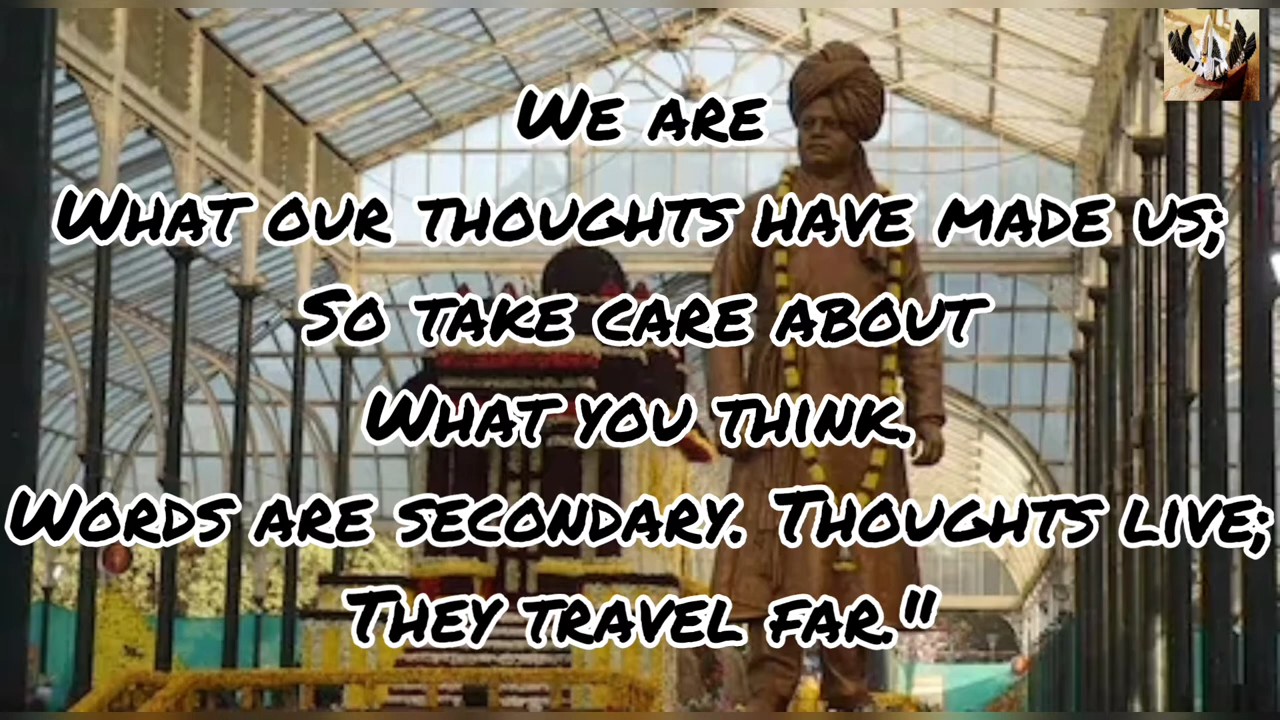 We are
What our thoughts have made us;
So take care about
What you think.
Words are secondary. Thoughts live;
They travel far."